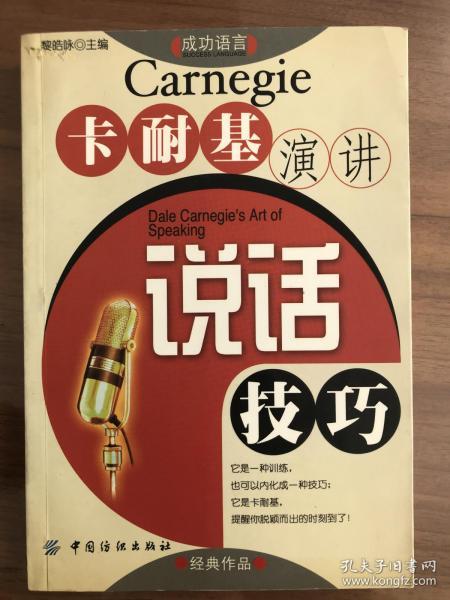 黎皓咏◎主编
成功语言
SUCCESS LANGUAGE
Carnegie
卡耐基演讲
Dale Carnegie's Art of
Speaking
说话
技巧
它是一种训练，
也可以内化成一种技巧；
它是卡耐基，
提醒你脱颖而出的时刻到了！
中国纺织出版社
经典作品
孔夫子旧书网
www.kongfz.com